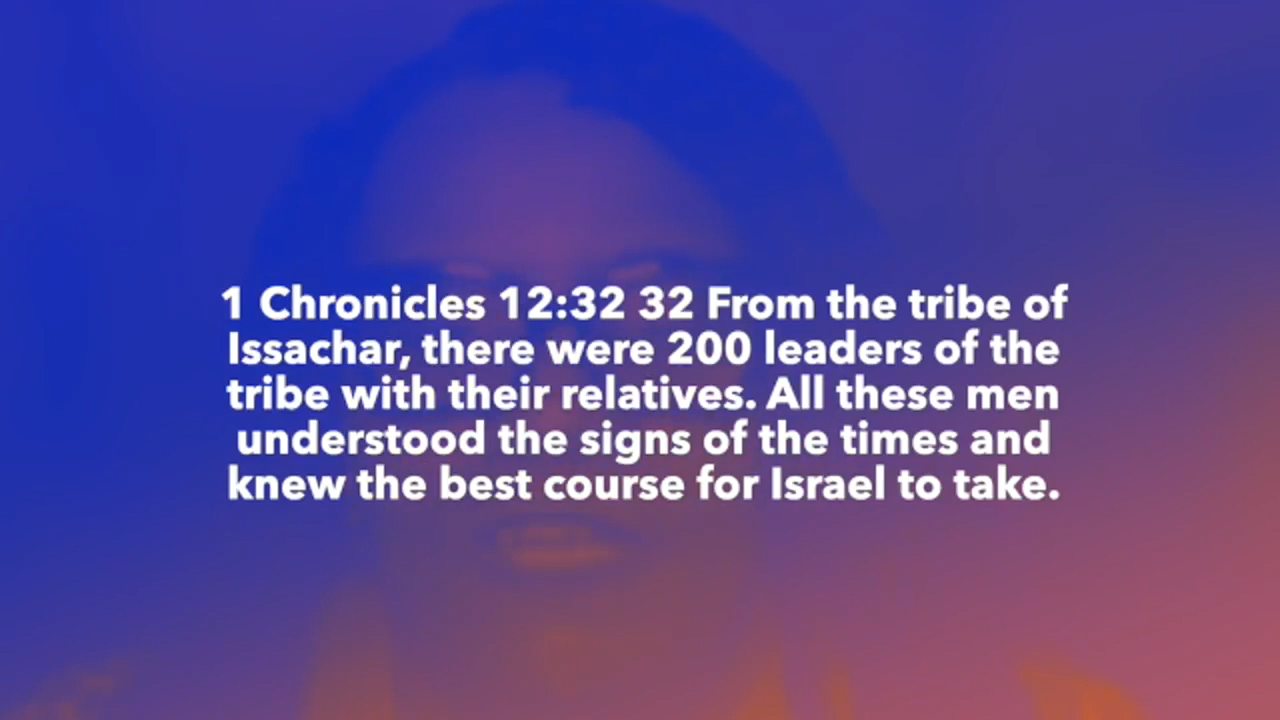 1 Chronicles 12:32 32 From the tribe of
Issachar, there were 200 leaders of the
tribe with their relatives. All these men
understood the signs of the times and
knew the best course for Israel to take.